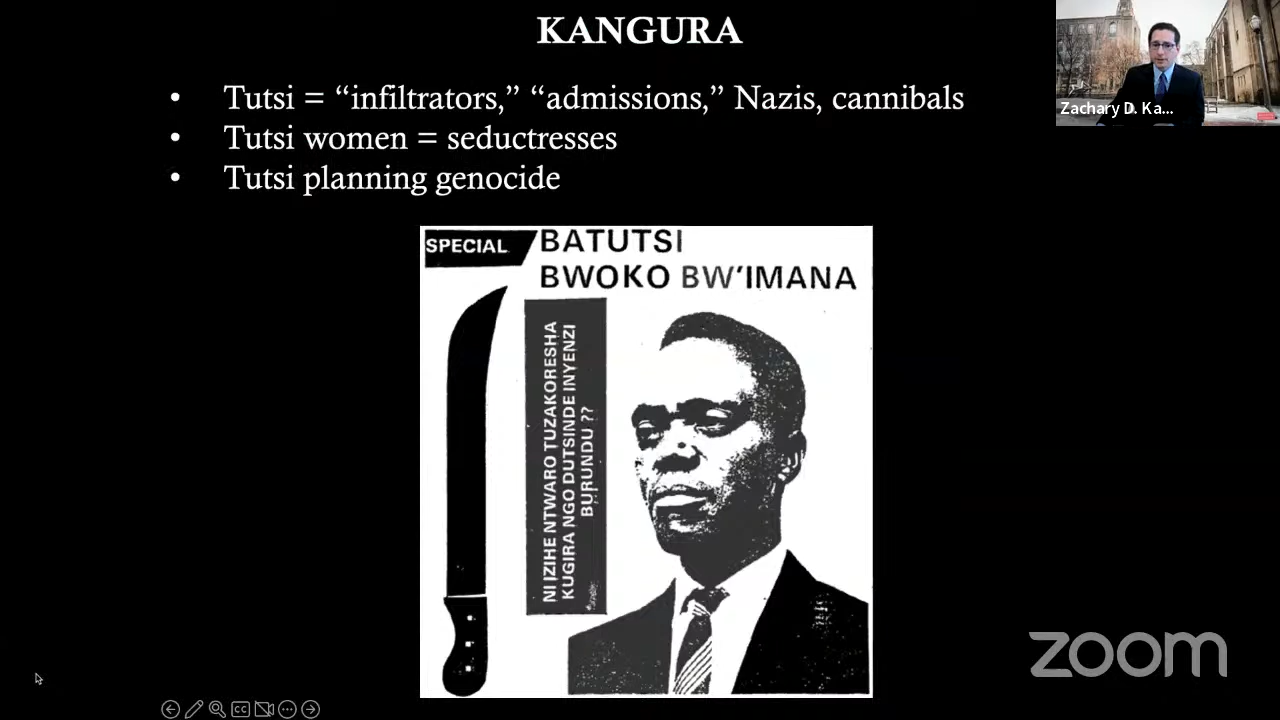 KANGURA
• Tutsi = “infiltrators,” “admissions,” Nazis, cannibals
• Tutsi women = seductresses
• Tutsi planning genocide
Zachary D. Ka...
SPECIAL
BATUTSI
BWOKO BW'IMANA
NI IZIHE NTWARO TUZAKORESHA
KUGIRA NGO DUTSINDE INYENZI
BURUNDU ??
zoom
CC